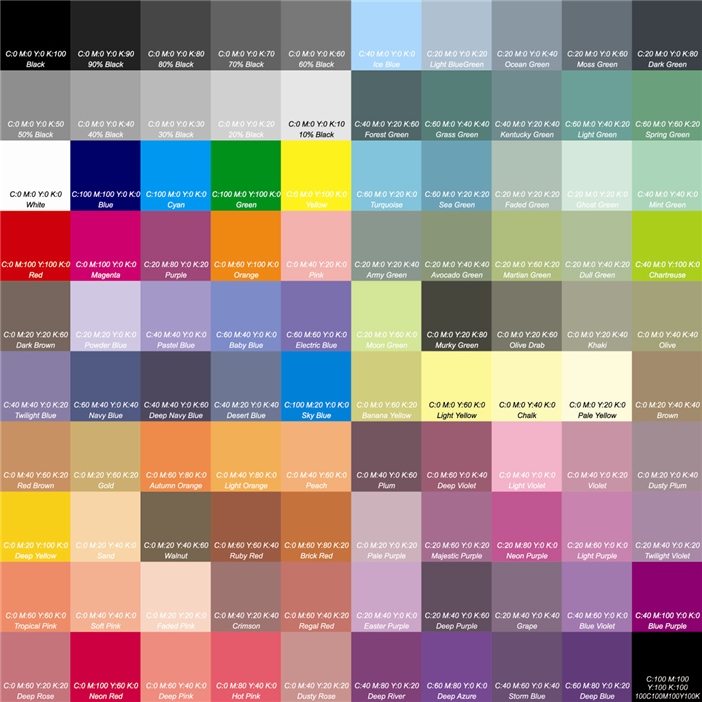 C:0 M:0 Y:0 K:100
Black
C:0 M:0 Y:0 K:90
90% Black
C:0 M:0 Y:0 K:80
80% Black
C:0 M:0 Y:0 K:70
70% Black
C:0 M:0 Y:0 K:60
60% Black
C:40 M:0 Y:0 K:0
Ice Blue
C:20 M:0 Y:0 K:20
Light BlueGreen
C:20 M:0 Y:0 K:40
Ocean Green
C:20 M:0 Y:0 K:60
Moss Green
C:20 M:0 Y:0 K:80
Dark Green
C:0 M:0 Y:0 K:50
50% Black
C:0 M:0 Y:0 K:40
40% Black
C:0 M:0 Y:0 K:30
30% Black
C:0 M:0 Y:0 K:20
20% Black
C:0 M:0 Y:0 K:10
10% Black
C:40 M:0 Y:20 K:60
Forest Green
C:60 M:0 Y:40 K:40
Grass Green
C:40 M:0 Y:20 K:40
Kentucky Green
C:60 M:0 Y:40 K:20
Light Green
C:60 M:0 Y:60 K:20
Spring Green
C:0 M:0 Y:0 K:0
White
C:100 M:100 Y:0 K:0
Blue
C:100 M:0 Y:0 K:0
Cyan
C:100 M:0 Y:100 K:0
Green
C:0 M:0 Y:100 K:0
Yellow
C:60 M:0 Y:20 K:0
Turquoise
C:60 M:0 Y:20 K:20
Sea Green
C:20 M:0 Y:20 K:20
Faded Green
C:20 M:0 Y:20 K:0
Ghost Green
C:40 M:0 Y:40 K:0
Mint Green
C:0 M:100 Y:100 K:0
Red
C:0 M:100 Y:0 K:0
Magenta
C:20 M:80 Y:0 K:20
Purple
C:0 M:60 Y:100 K:0
Orange
C:0 M:40 Y:20 K:0
Pink
C:20 M:0 Y:20 K:40
Army Green
C:20 M:0 Y:40 K:40
Avocado Green
C:20 M:0 Y:60 K:20
Martian Green
C:20 M:0 Y:40 K:20
Dull Green
C:40 M:0 Y:100 K:0
Chartreuse
C:0 M:20 Y:20 K:60
Dark Brown
C:20 M:20 Y:0 K:0
Powder Blue
C:40 M:40 Y:0 K:0
Pastel Blue
C:60 M:40 Y:0 K:0
Baby Blue
C:60 M:60 Y:0 K:0
Electric Blue
C:20 M:0 Y:60 K:0
Moon Green
C:0 M:0 Y:20 K:80
Murky Green
C:0 M:0 Y:20 K:60
Olive Drab
C:0 M:0 Y:20 K:40
Khaki
C:0 M:0 Y:40 K:40
Olive
C:40 M:40 Y:0 K:20
Twilight Blue
C:60 M:40 Y:0 K:40
Navy Blue
C:40 M:40 Y:0 K:60
Deep Navy Blue
C:40 M:20 Y:0 K:40
Desert Blue
C:100 M:20 Y:0 K:0
Sky Blue
C:0 M:0 Y:60 K:20
Banana Yellow
C:0 M:0 Y:60 K:0
Light Yellow
C:0 M:0 Y:40 K:0
Chalk
C:0 M:0 Y:20 K:0
Pale Yellow
C:0 M:20 Y:40 K:40
Brown
C:0 M:40 Y:60 K:20
Red Brown
C:0 M:20 Y:60 K:20
Gold
C:0 M:60 Y:80 K:0
Autumn Orange
C:0 M:40 Y:80 K:0
Light Orange
C:0 M:40 Y:60 K:0
Peach
C:0 M:40 Y:0 K:60
Plum
C:0 M:60 Y:0 K:40
Deep Violet
C:0 M:40 Y:0 K:0
Light Violet
C:0 M:40 Y:0 K:20
Violet
C:0 M:20 Y:0 K:40
Dusty Plum
C:0 M:20 Y:100 K:0
Deep Yellow
C:0 M:20 Y:40 K:0
Sand
C:0 M:20 Y:40 K:60
Walnut
C:0 M:60 Y:60 K:40
Ruby Red
C:0 M:60 Y:80 K:20
Brick Red
C:0 M:20 Y:0 K:20
Pale Purple
C:20 M:60 Y:0 K:20
Majestic Purple
C:20 M:80 Y:0 K:0
Neon Purple
C:20 M:60 Y:0 K:0
Light Purple
C:20 M:40 Y:0 K:20
Twilight Violet
C:0 M:60 Y:60 K:0
Tropical Pink
C:0 M:40 Y:40 K:0
Soft Pink
C:0 M:20 Y:20 K:0
Faded Pink
C:0 M:40 Y:20 K:40
Crimson
C:0 M:60 Y:40 K:20
Regal Red
C:20 M:40 Y:0 K:0
Easter Purple
C:20 M:40 Y:0 K:60
Deep Purple
C:20 M:40 Y:0 K:40
Grape
C:40 M:60 Y:0 K:0
Blue Violet
C:40 M:100 Y:0 K:0
Blue Purple
C:0 M:60 Y:20 K:20
Deep Rose
C:0 M:100 Y:60 K:0
Neon Red
C:0 M:60 Y:40 K:0
Deep Pink
C:0 M:80 Y:40 K:0
Hot Pink
C:0 M:40 Y:20 K:20
Dusty Rose
C:40 M:80 Y:0 K:20
Deep River
C:60 M:80 Y:0 K:0
Deep Azure
C:40 M:60 Y:0 K:40
Storm Blue
C:60 M:80 Y:0 K:20
Deep Blue
C:100 M:100
Y:100 K:100
100C100M100Y100K